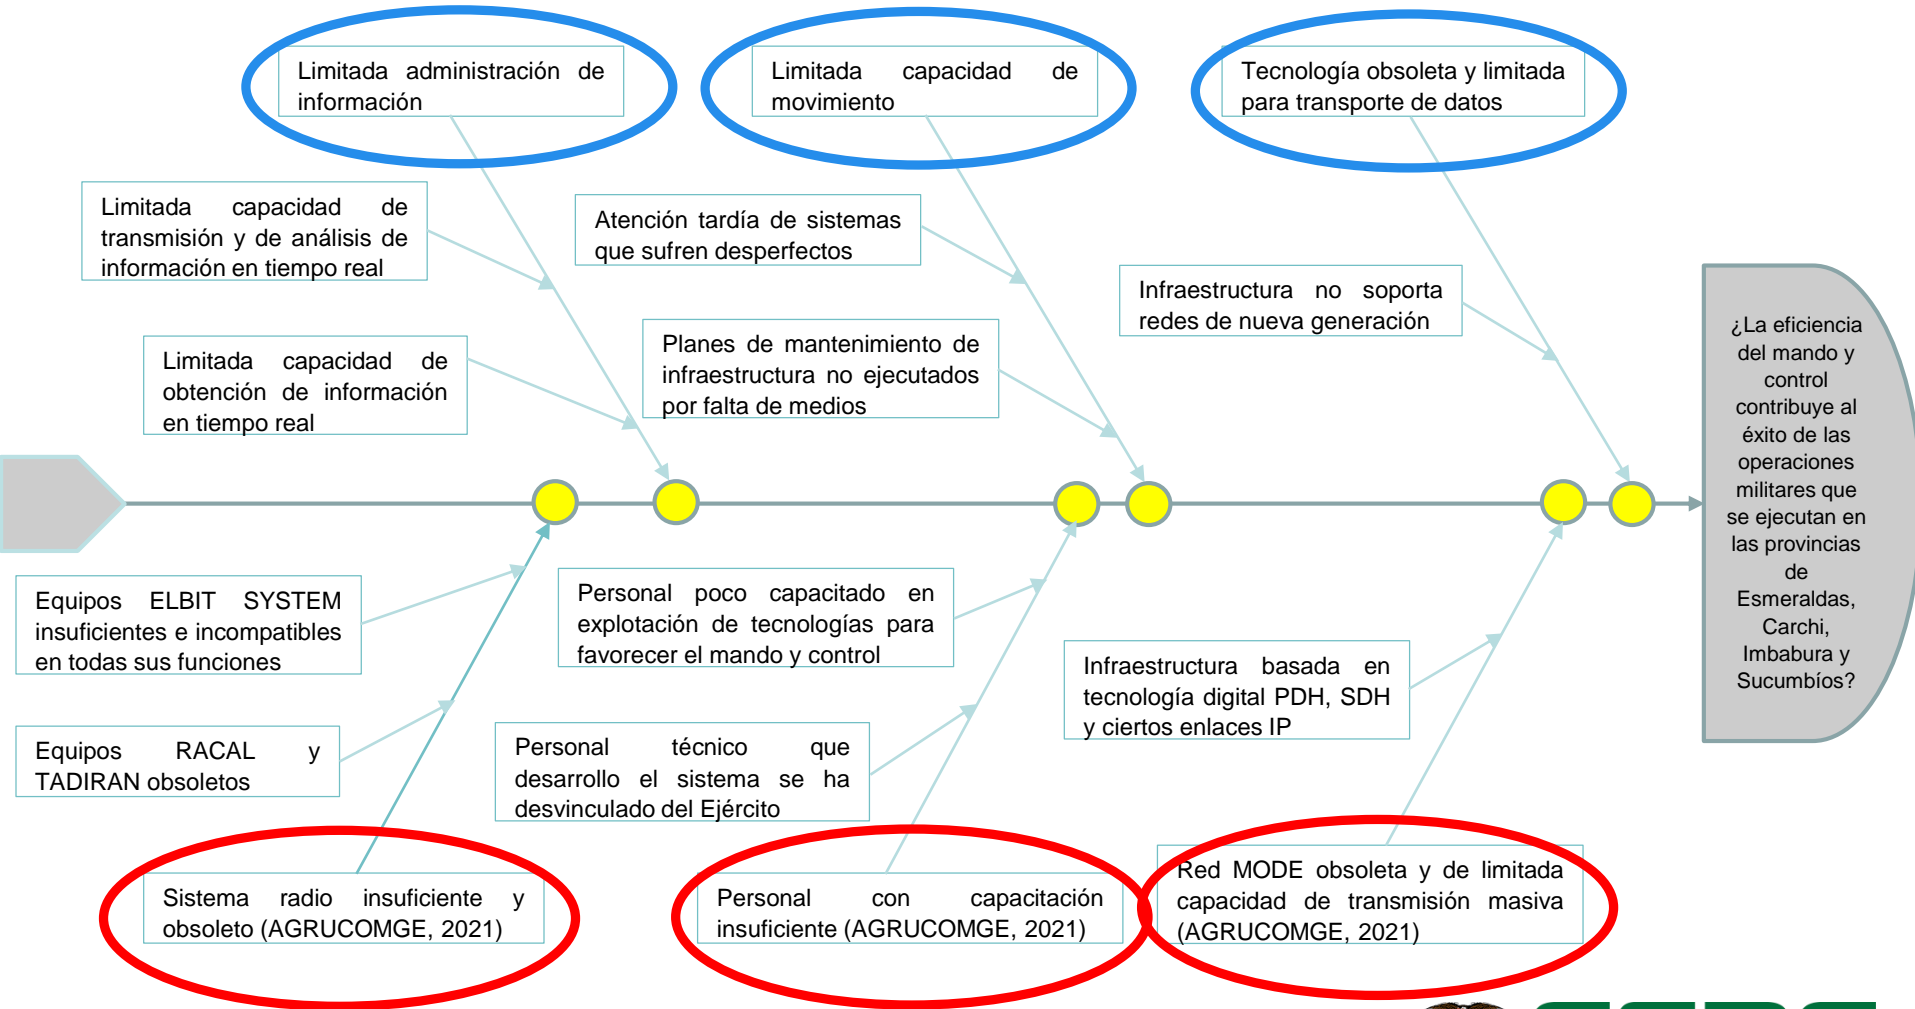 Limitada administración de
información
Limitada capacidad de
movimiento
Tecnología obsoleta y limitada
para transporte de datos
Limitada capacidad de
transmisión y de análisis de
información en tiempo real
Atención tardía de sistemas
que sufren desperfectos
Infraestructura no soporta
redes de nueva generación
Limitada capacidad de
obtención de información
en tiempo real
Planes de mantenimiento de
infraestructura no ejecutados
por falta de medios
¿La eficiencia
del mando y
control
contribuye al
éxito de las
operaciones
militares que
se ejecutan en
las provincias
de
Esmeraldas,
Carchi,
Imbabura y
Sucumbíos?
Equipos ELBIT SYSTEM
insuficientes e incompatibles
en todas sus funciones
Personal poco capacitado en
explotación de tecnologías para
favorecer el mando y control
Infraestructura basada en
tecnología digital PDH, SDH
y ciertos enlaces IP
Equipos RACAL y
TADIRAN obsoletos
Personal técnico que
desarrollo el sistema se ha
desvinculado del Ejército
Sistema radio insuficiente y
obsoleto (AGRUCOMGE, 2021)
Personal con capacitación
insuficiente (AGRUCOMGE, 2021)
Red MODE obsoleta y de limitada
capacidad de transmisión masiva
(AGRUCOMGE, 2021)